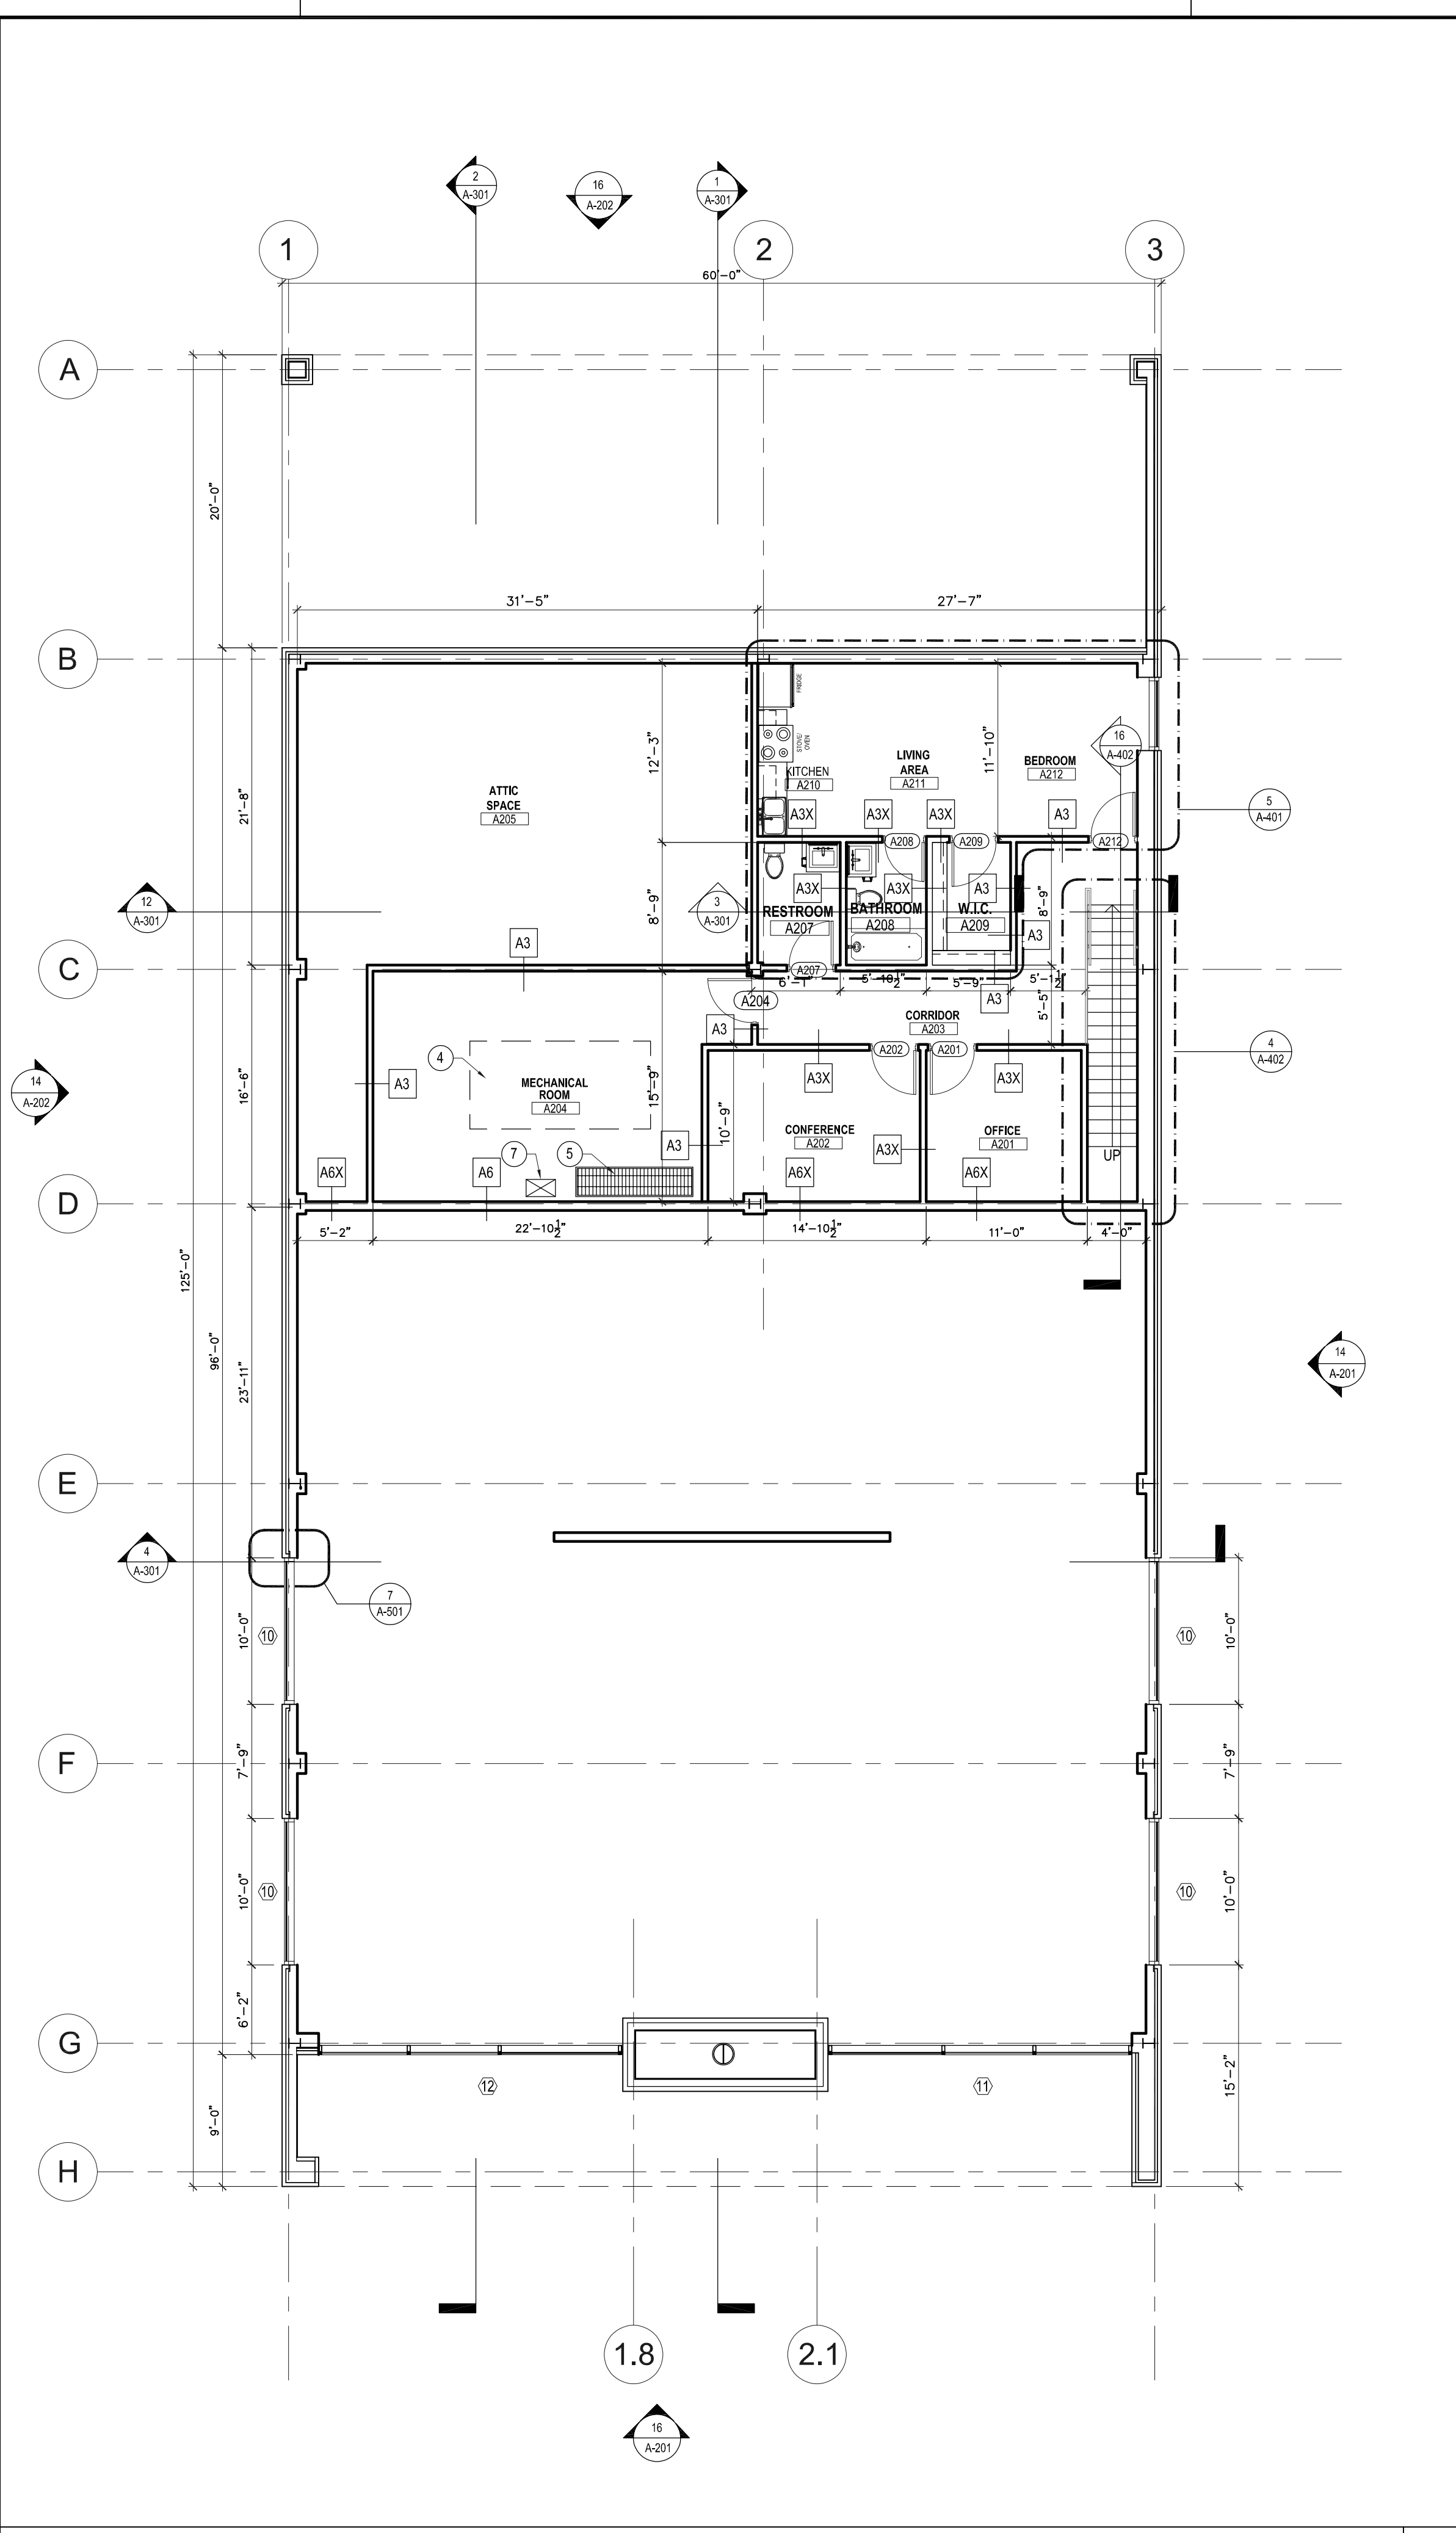 2
A-301
16
A-202
1
A-301
1
2
3
60'-0"
A
20'-0"
31'-5"
27'-7"
B
FRIDGE
STOVE/
OVEN
12'-3"
11'-10"
16
A-402
LIVING
AREA
A211
BEDROOM
A212
KITCHEN
A210
ATTIC
SPACE
A205
21'-8"
5
A-401
A3X
A3X
A3X
A3
A208
A209
A212
12
A-301
8'-9"
3
A-301
A3X
A3X
A3
8'-9"
RESTROOM
A207
BATHROOM
A208
W.I.C.
A209
A3
A3
C
A207
6'-1"
5'-10 1/2"
5'-9"
5'-1 1/2"
A204
A3
5'-5"
CORRIDOR
A203
A3
A202
A201
4
A-402
4
14
A-202
16'-6"
A3
MECHANICAL
ROOM
A204
15'-9"
A3X
A3X
10'-9"
CONFERENCE
A202
OFFICE
A201
A3
A3X
7
5
UP
A6X
A6
A6X
A6X
D
5'-2"
22'-10 1/2"
14'-10 1/2"
11'-0"
4'-0"
125'-0"
96'-0"
23'-11"
14
A-201
E
4
A-301
7
A-501
10'-0"
10
10
10'-0"
F
7'-9"
7'-9"
10'-0"
10
10
10'-0"
6'-2"
G
12
11
15'-2"
9'-0"
H
1.8
2.1
16
A-201